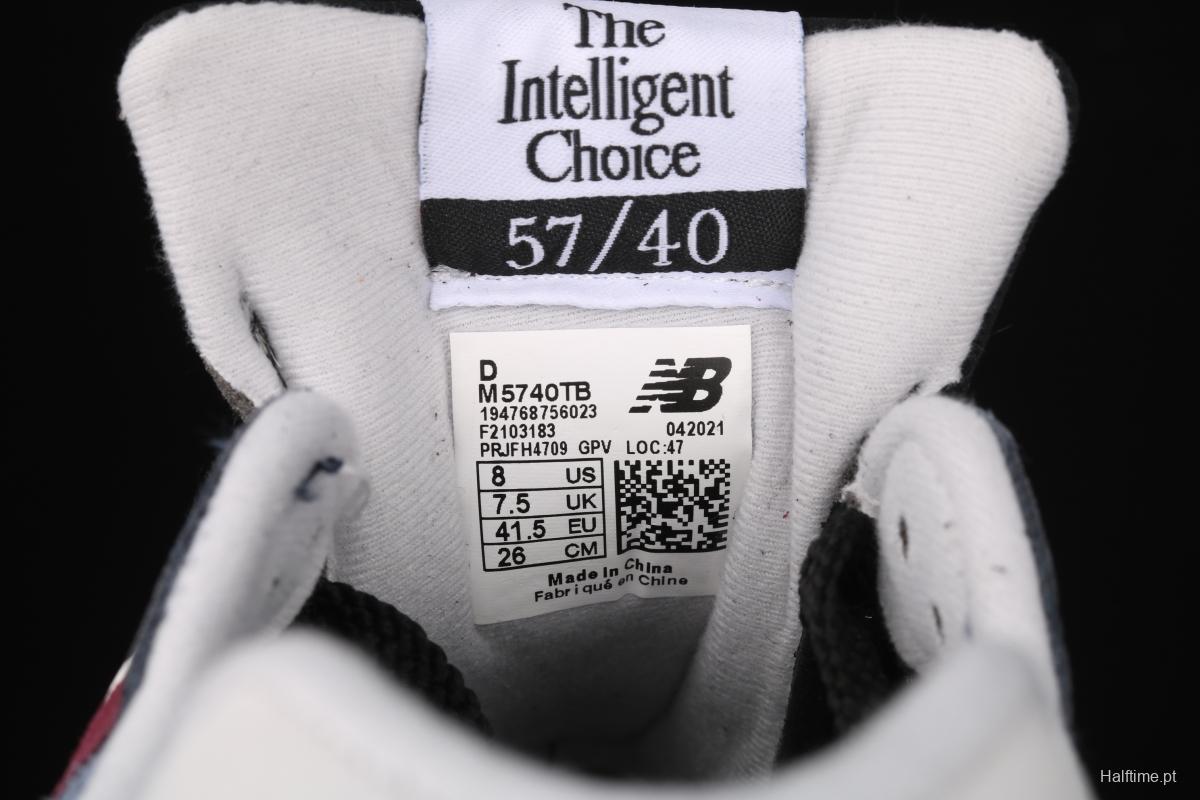 The
Intelligent
Choice
57/40
D
M5740TB
194768756023
F2103183 042021
PRJFH4709 GPV LOC:47
NB
8 US
7.5 UK
41.5 EU
26 CM
Made in China
Fabriqué en Chine
Halftime.pt